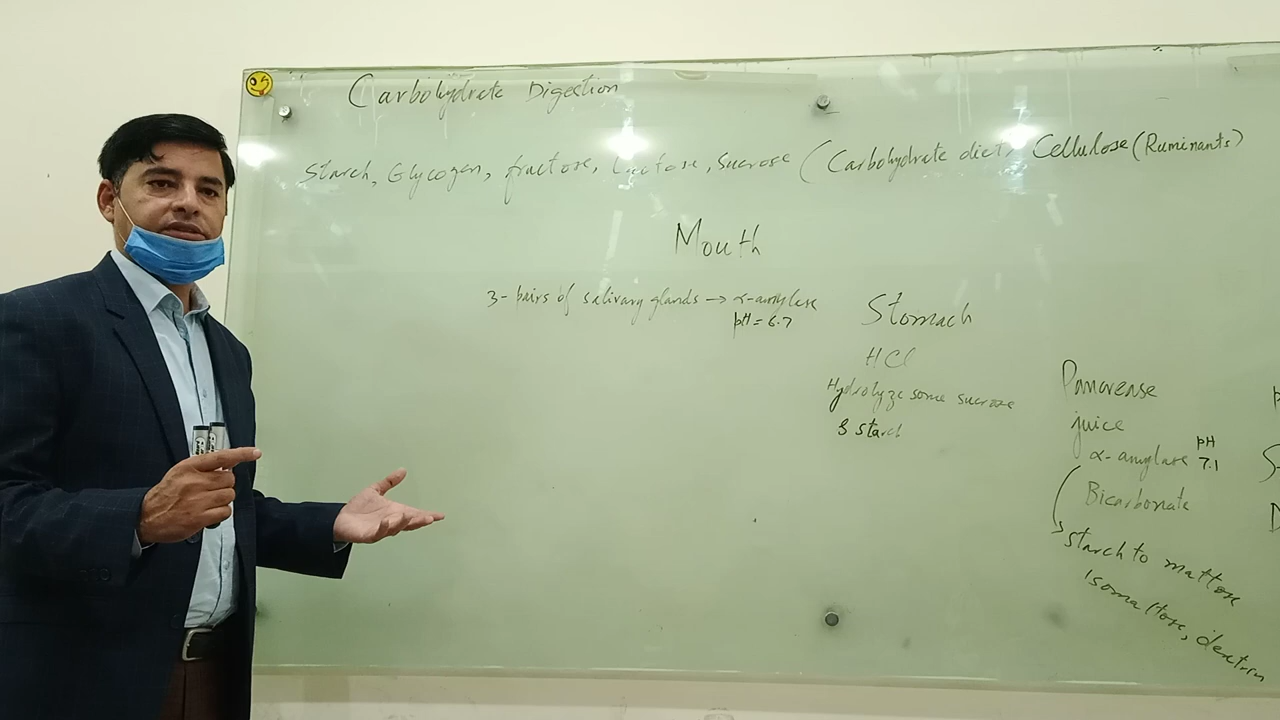 Carbohydrate Digestion
Starch, Glycogen, fructose, Lactose, Sucrose (Carbohydrate diet) Cellulose (Ruminants)
Mouth
3- pairs of salivary glands → α-amylase
pH = 6.7
Stomach
HCl
Hydrolyze some sucrose
& starch
Pancrease
juice
α-amylase pH 7.1
Bicarbonate
Starch to maltose
Isomaltose, dextrin